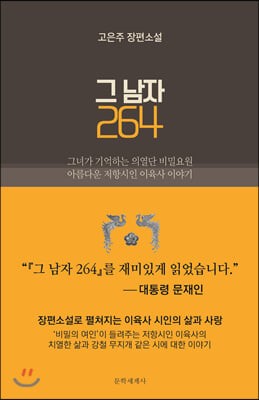 고은주 장편소설
그 남자
264
그녀가 기억하는 의열단 비밀요원
아름다운 저항시인 이육사 이야기
“『그 남자 264』를 재미있게 읽었습니다.”
― 대통령 문재인
장편소설로 펼쳐지는 이육사 시인의 삶과 사랑
‘비밀의 여인’이 들려주는 저항시인 이육사의
치열한 삶과 강철 무지개 같은 시에 대한 이야기
문학세계사
yes24